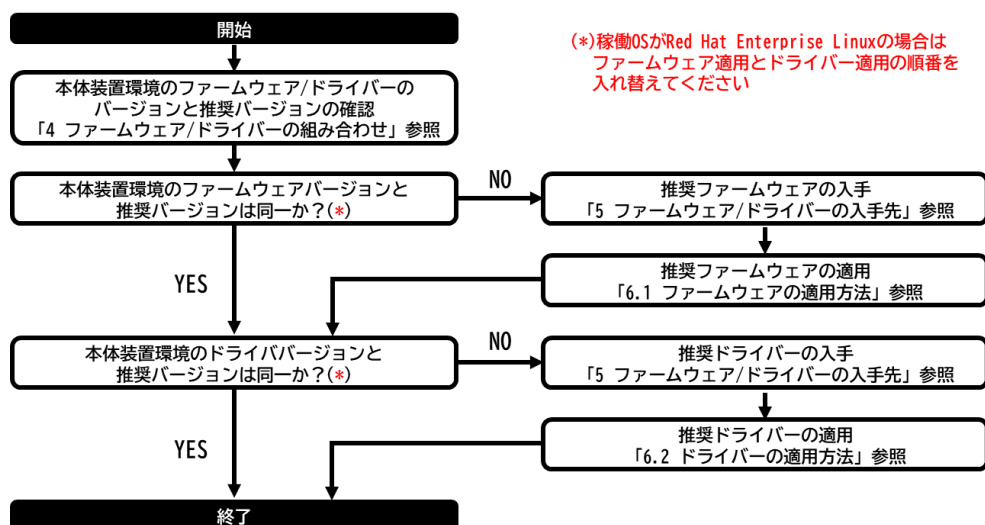 開始
(*)稼働OSがRed Hat Enterprise Linuxの場合は
ファームウェア適用とドライバー適用の順番を
入れ替えてください
本体装置環境のファームウェア/ドライバーの
バージョンと推奨バージョンの確認
「4 ファームウェア/ドライバーの組み合わせ」参照
本体装置環境のファームウェアバージョンと
推奨バージョンは同一か?(*)
NO
推奨ファームウェアの入手
「5 ファームウェア/ドライバーの入手先」参照
YES
推奨ファームウェアの適用
「6.1 ファームウェアの適用方法」参照
本体装置環境のドライババージョンと
推奨バージョンは同一か?(*)
NO
推奨ドライバーの入手
「5 ファームウェア/ドライバーの入手先」参照
YES
推奨ドライバーの適用
「6.2 ドライバーの適用方法」参照
終了